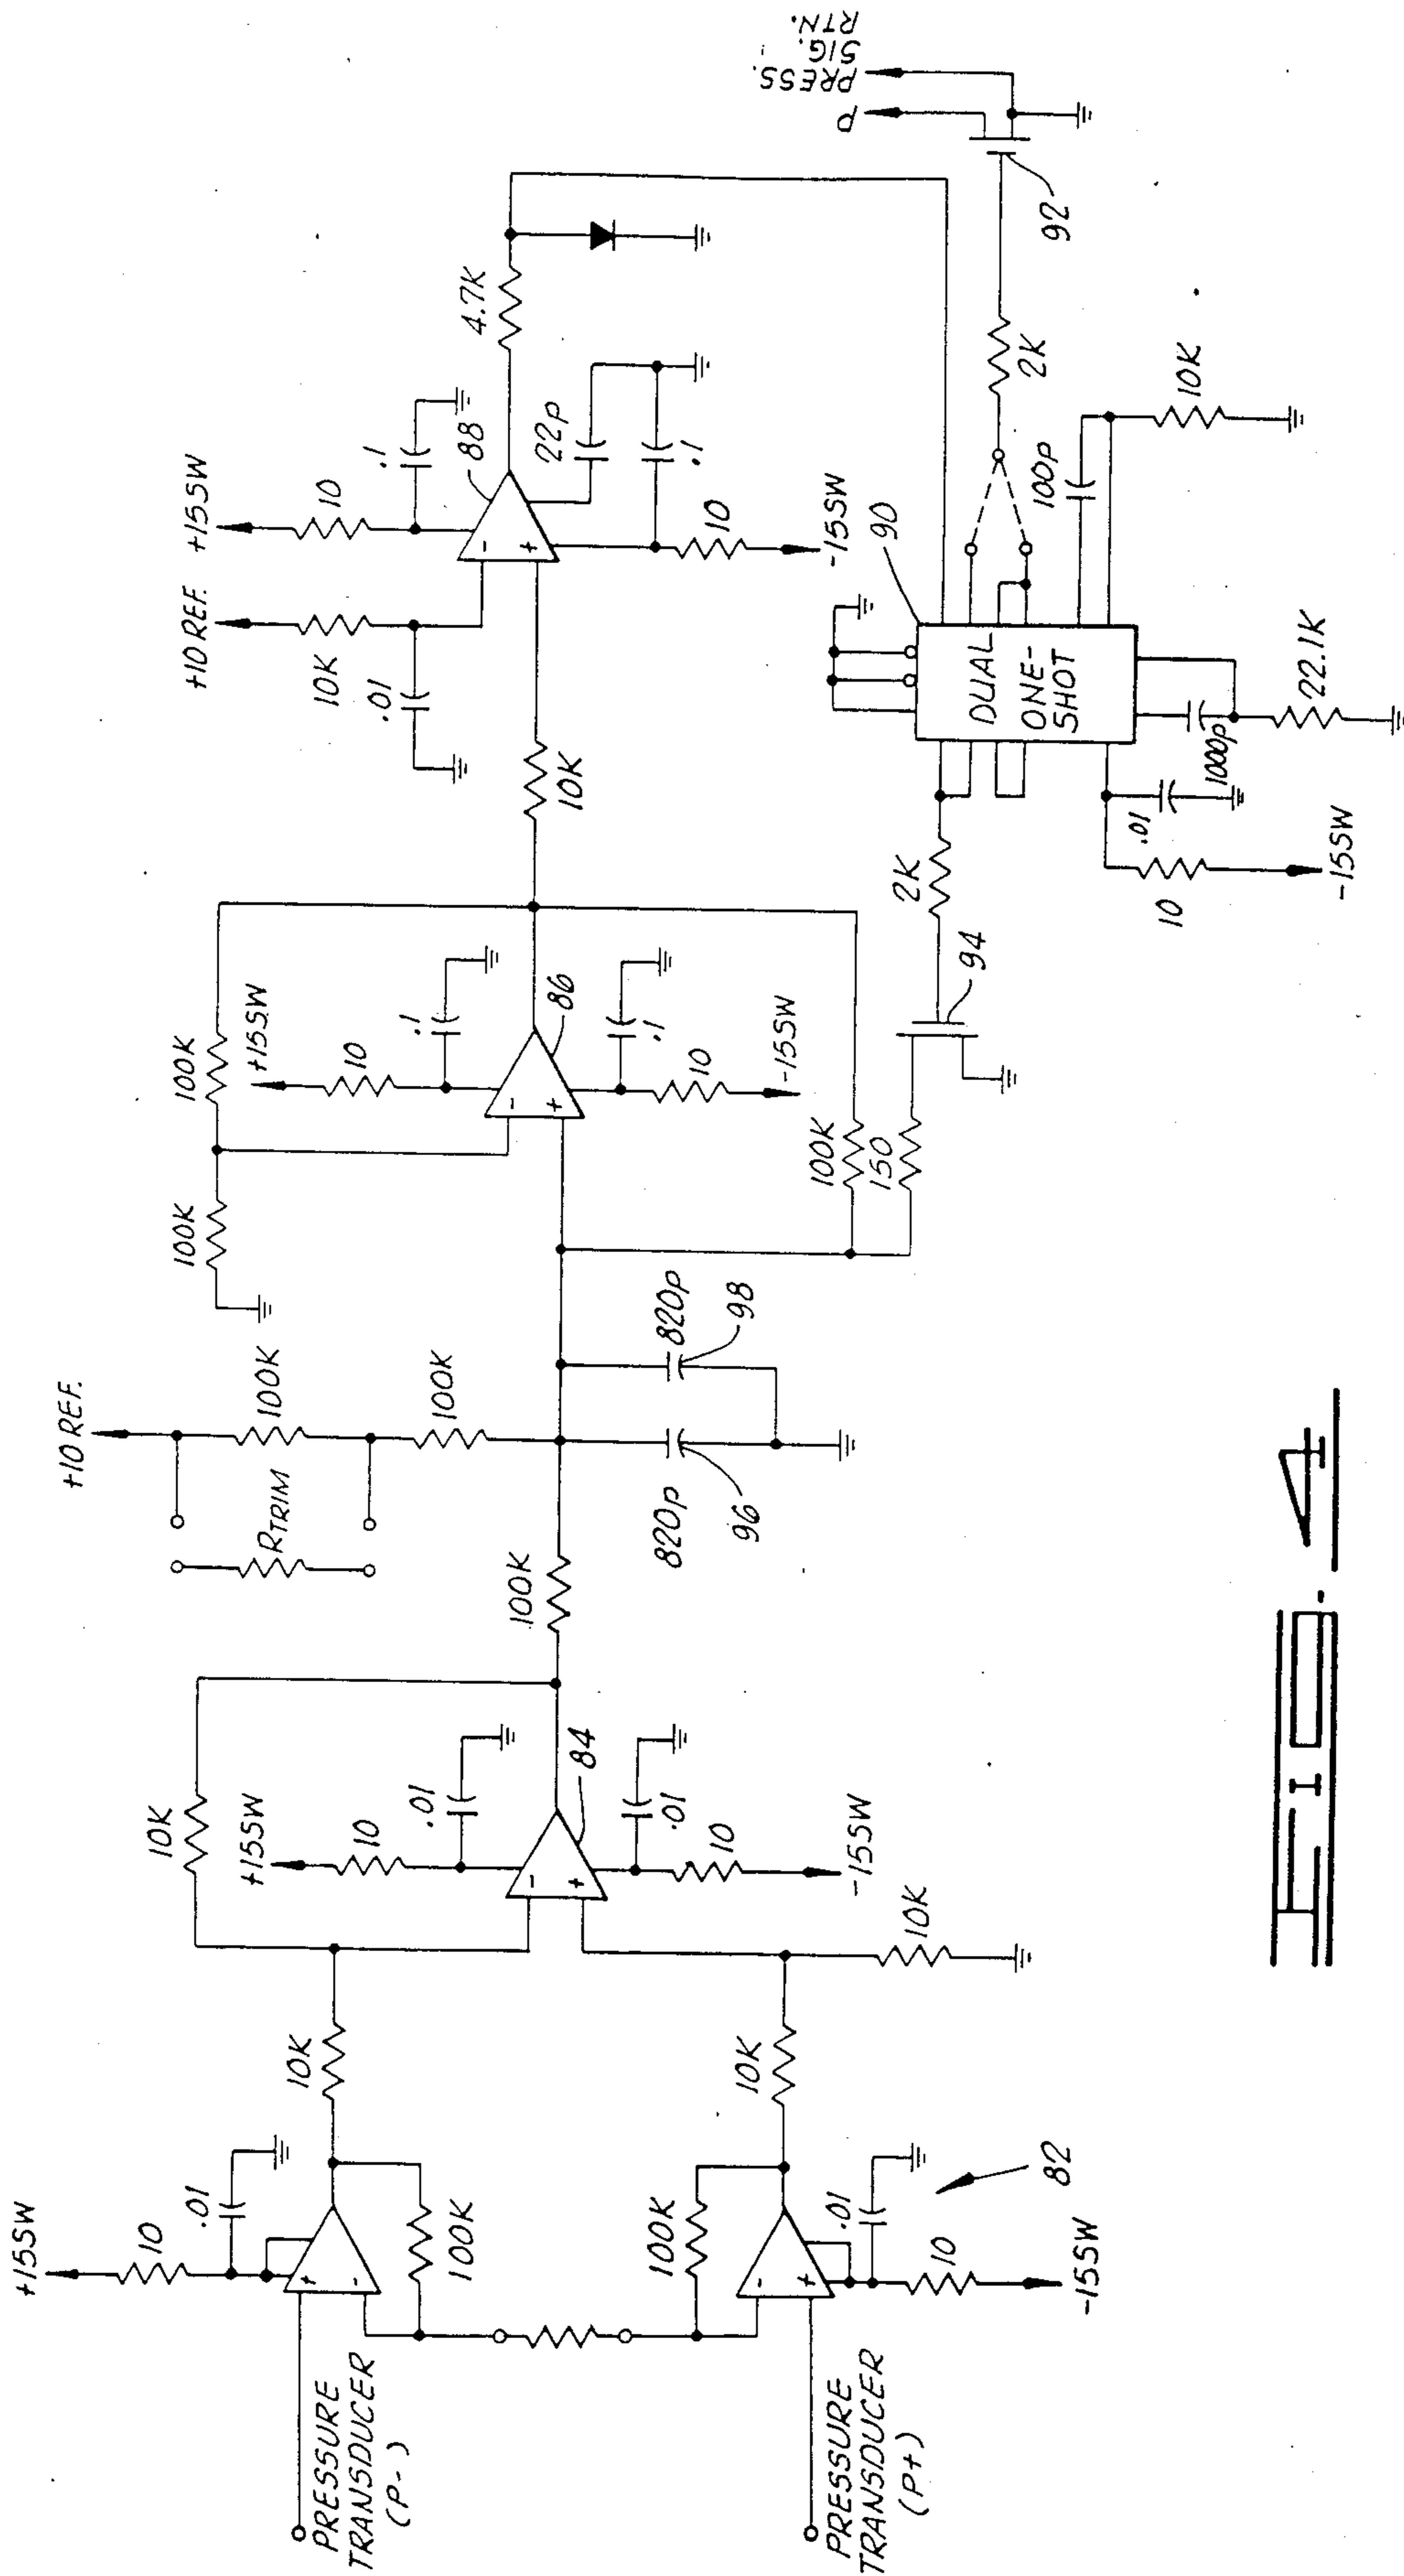 +15SW
10
.01
PRESSURE
TRANSDUCER
(P-)
100K
10K
PRESSURE
TRANSDUCER
(P+)
100K
10K
.01
10
-15SW
82
10K
+15SW
10
.01
-
+
84
.01
10
-15SW
10K
100K
+10 REF.
RTRIM
100K
100K
820p
96
820p
98
100K
100K
+15SW
10
.1
-
+
86
.1
10
-15SW
100K
150
94
2K
10K
+10 REF.
10K
.01
+15SW
10
.1
-
+
88
22p
.1
10
-15SW
4.7K
90
DUAL
ONE-
SHOT
.01
10
-15SW
1000p
22.1K
100p
10K
2K
92
P
PRESS.
SIG.
RTN.
+
-
-
+
FIG-4